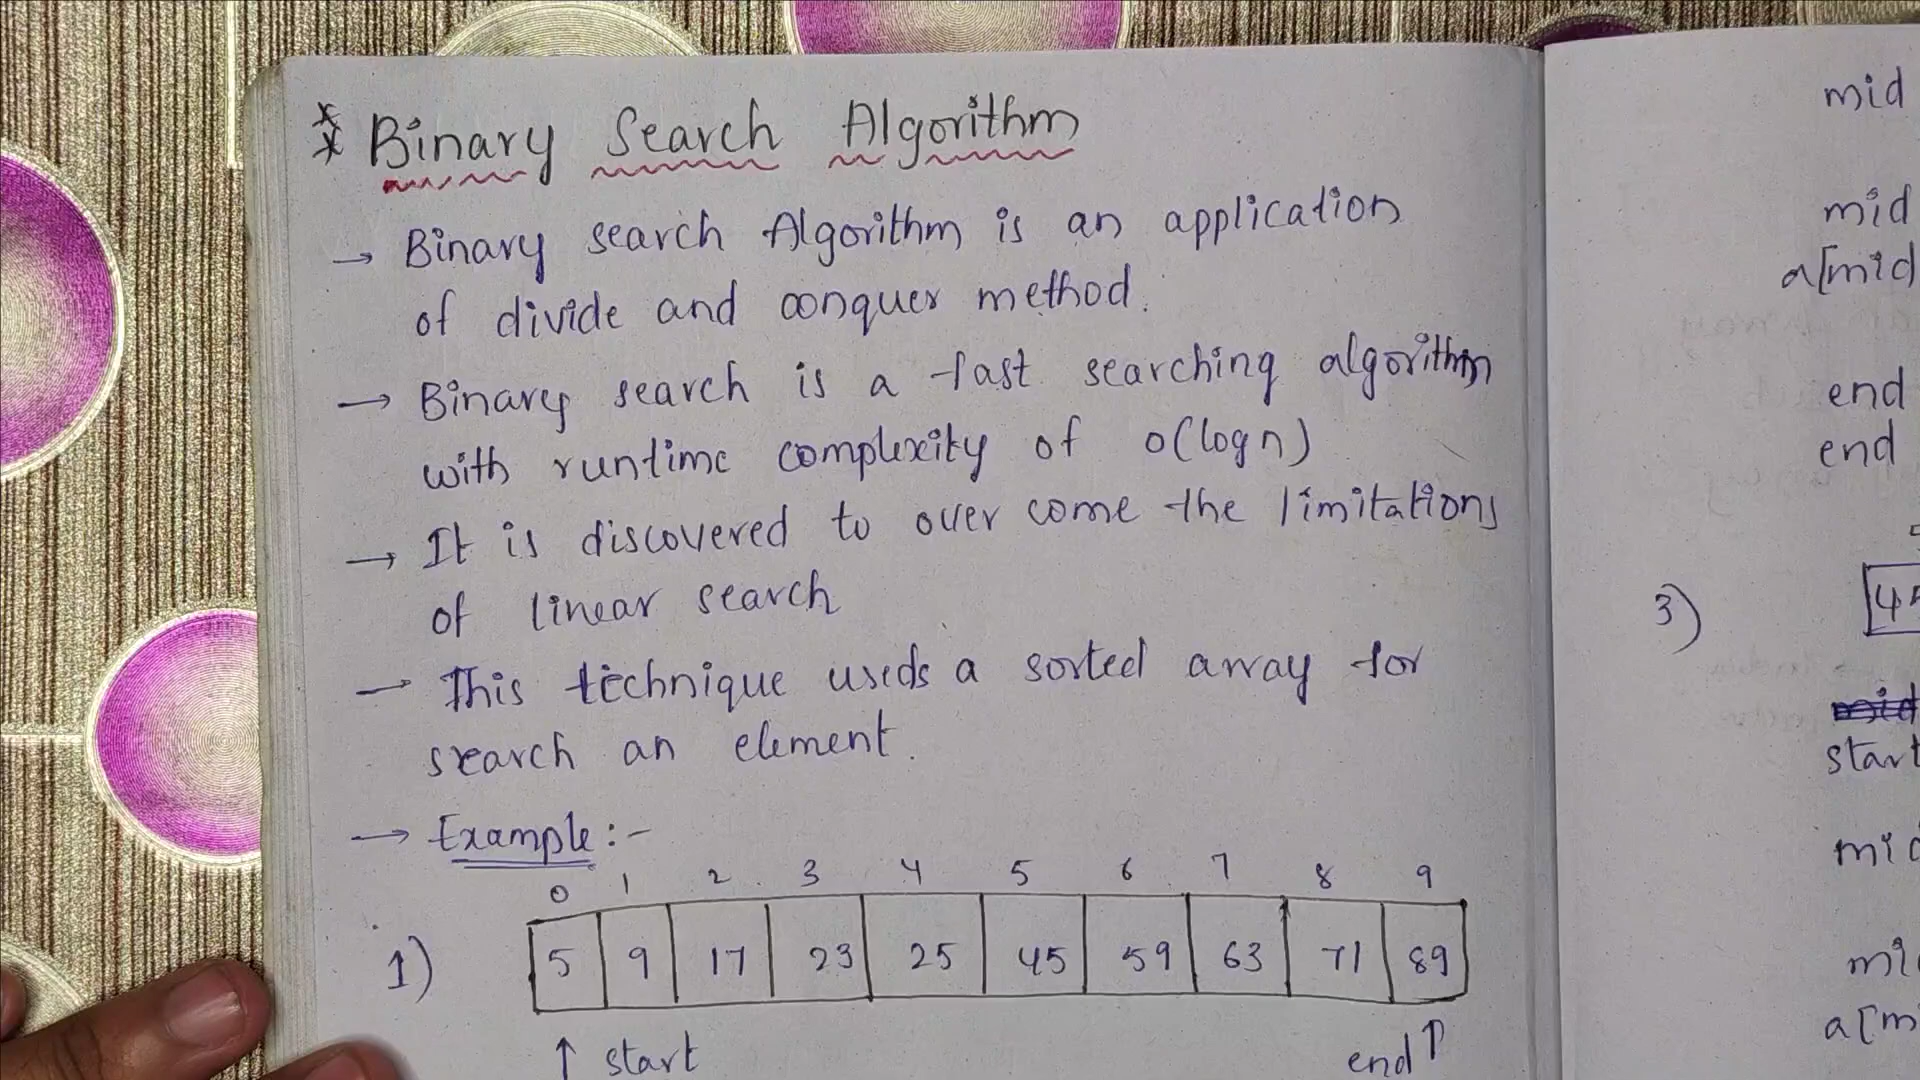 ** Binary Search Algorithm
→ Binary search Algorithm is an application
of divide and conquer method.
→ Binary search is a fast searching algorithm
with runtime complexity of o(logn)
→ It is discovered to over come the limitations
of linear search
→ This technique useds a sorted array for
search an element.
→ Example:-
0 1 2 3 4 5 6 7 8 9
1) 5 9 17 23 25 45 59 63 71 89
↑ start end↑
mid
mid
a[mid
end
end
3)
start